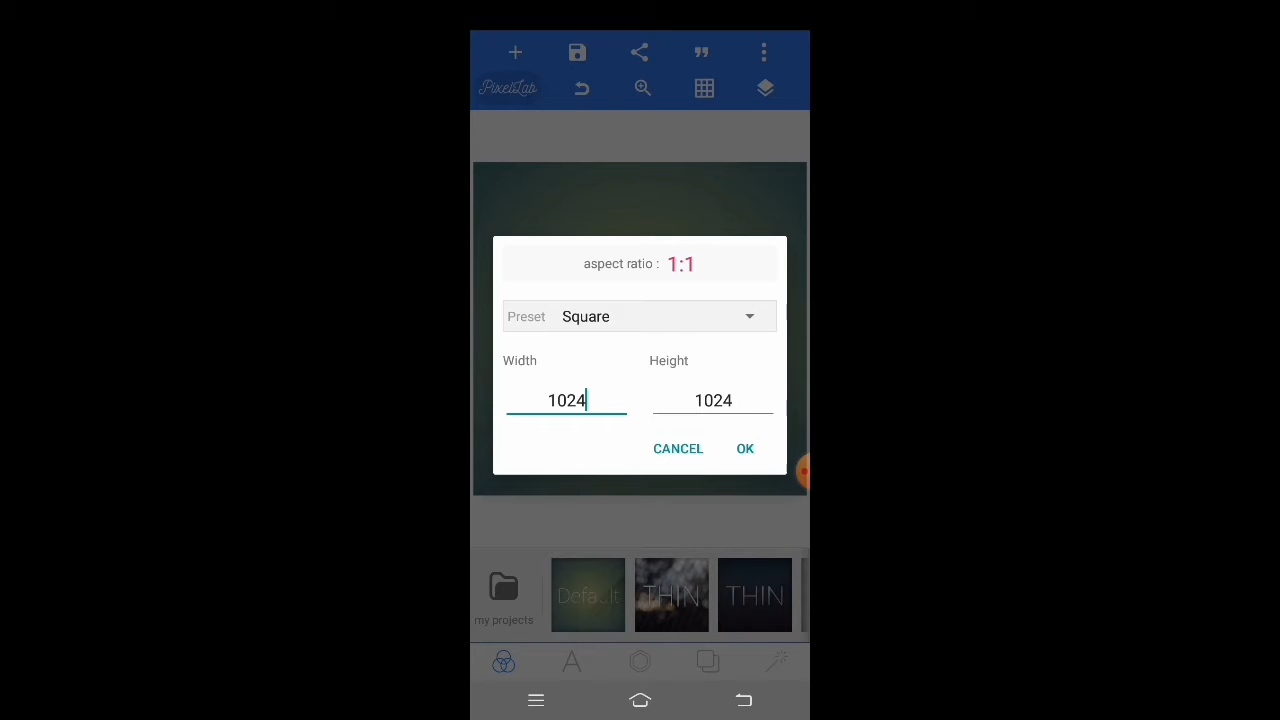 PixelLab
aspect ratio : 1:1
Preset Square
Width Height
1024 1024
CANCEL OK
my projects
Default THIN THIN